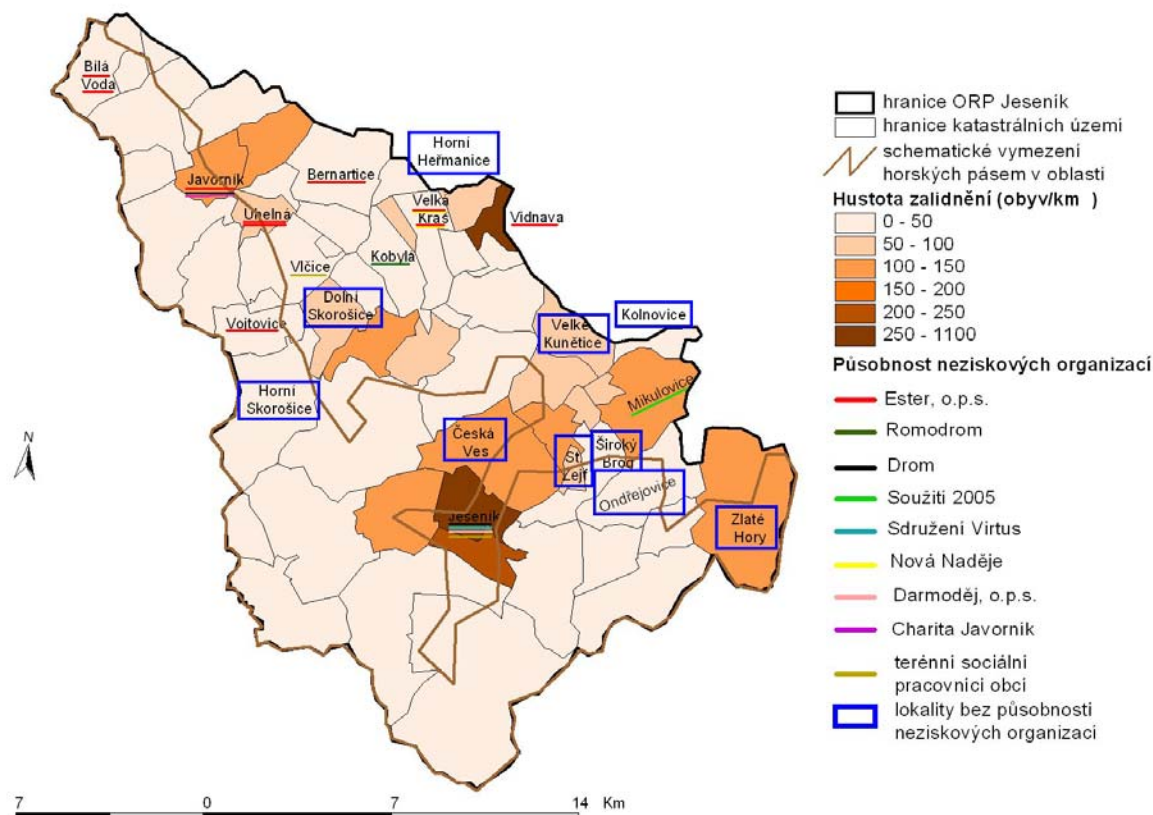 Bílá
Voda
Javorník
Uhelná
Bernartice
Horní
Heřmanice
Velká
Kraš
Vidnava
Vlčice
Kobylá
Dolní
Skorošice
Vojtovice
Horní
Skorošice
Velké
Kunětice
Kolnovice
Mikulovice
Česká
Ves
St.
Lejř
Široký
Brod
Ondřejovice
Jeseník
Zlaté
Hory
N
7 0 7 14 Km
hranice ORP Jeseník
hranice katastrálních území
schematické vymezení
horských pásem v oblasti
Hustota zalidnění (obyv/km )
0 - 50
50 - 100
100 - 150
150 - 200
200 - 250
250 - 1100
Působnost neziskových organizací
Ester, o.p.s.
Romodrom
Drom
Soužití 2005
Sdružení Virtus
Nová Naděje
Darmoděj, o.p.s.
Charita Javorník
terénní sociální
pracovníci obcí
lokality bez působnosti
neziskových organizací